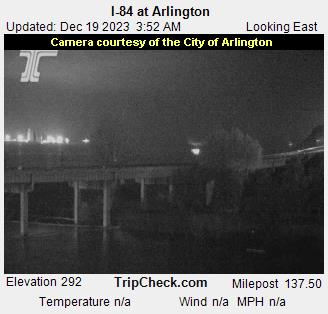 I-84 at Arlington
Updated: Dec 19 2023 3:52 AM Looking East
Camera courtesy of the City of Arlington
Elevation 292 TripCheck.com Milepost 137.50
Temperature n/a Wind n/a MPH n/a